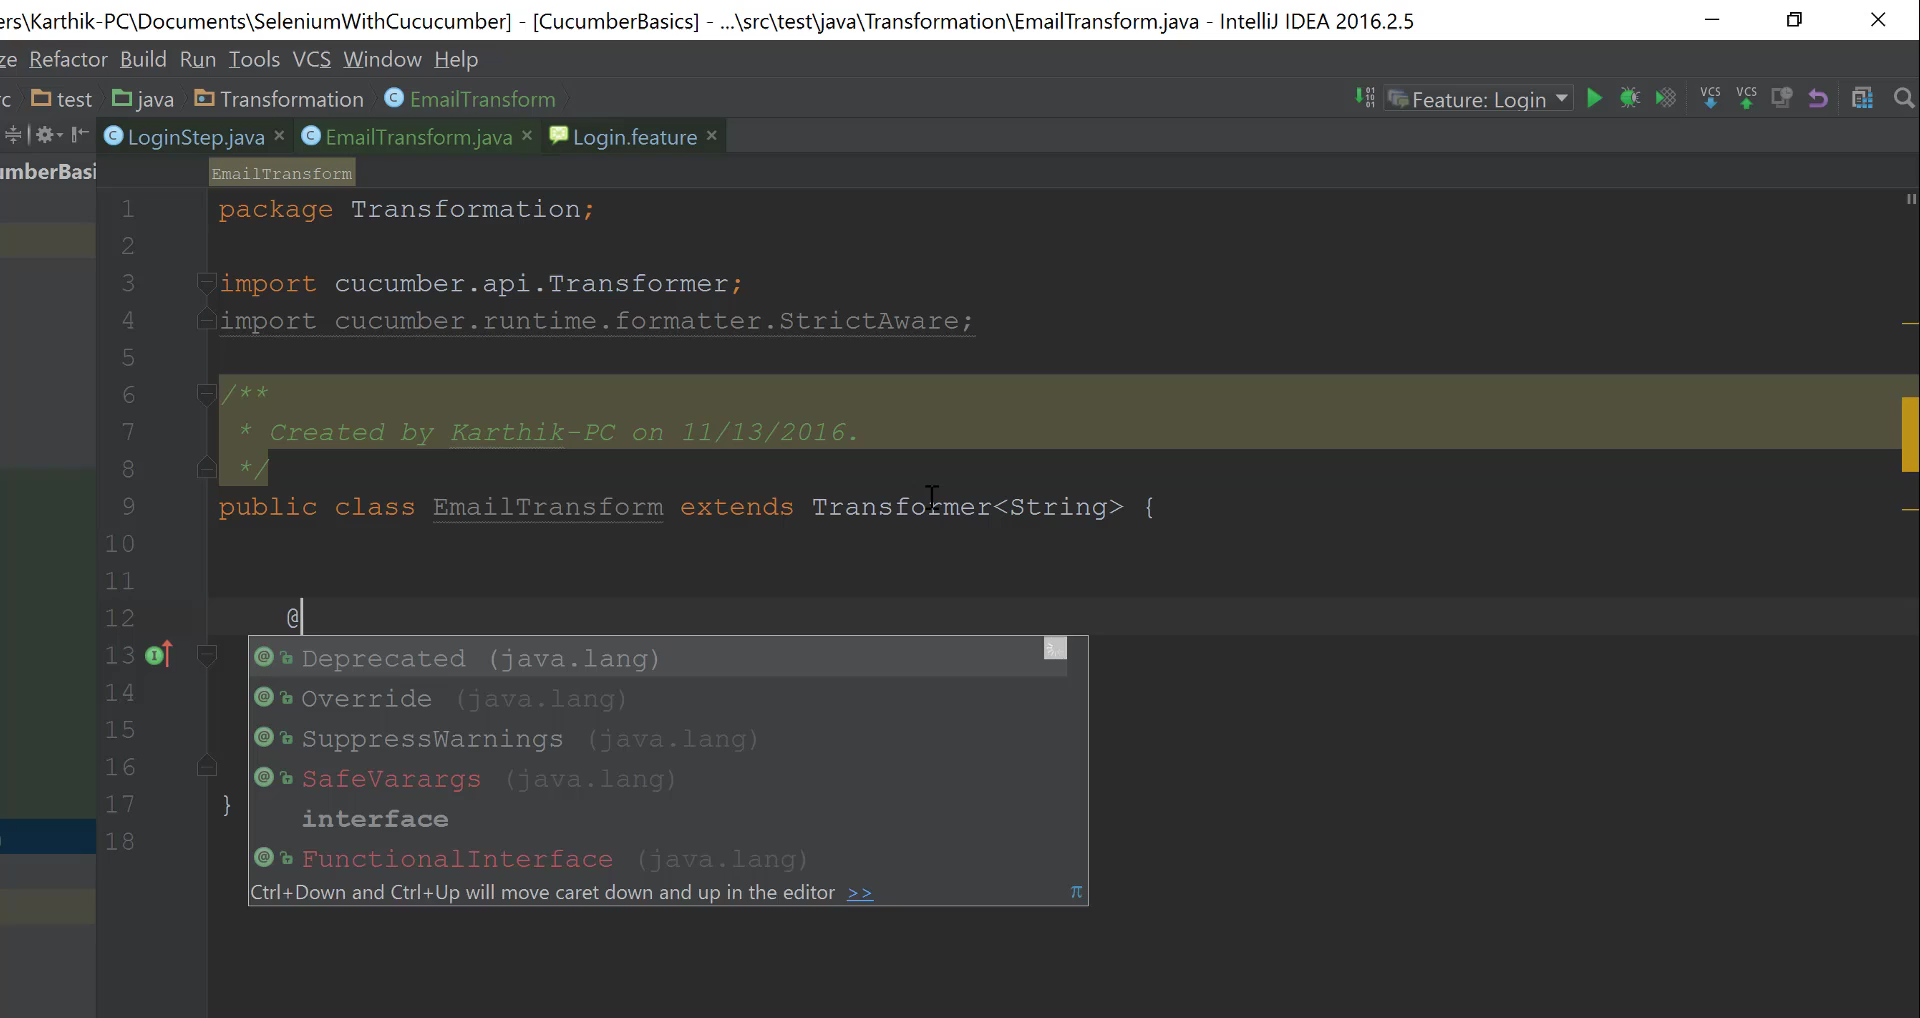 ers\Karthik-PC\Documents\SeleniumWithCucucumber] - [CucumberBasics] - ...\src\test\java\Transformation\EmailTransform.java - IntelliJ IDEA 2016.2.5
ze Refactor Build Run Tools VCS Window Help
rc test java Transformation EmailTransform Feature: Login VCS VCS
LoginStep.java EmailTransform.java Login.feature
umberBasi
EmailTransform
1 package Transformation;
2
3 import cucumber.api.Transformer;
4 import cucumber.runtime.formatter.StrictAware;
5
6 /**
7 * Created by Karthik-PC on 11/13/2016.
8 */
9 public class EmailTransform extends Transformer<String> {
10
11
12 @
13 Deprecated (java.lang)
14 Override (java.lang)
15 SuppressWarnings (java.lang)
16 SafeVarargs (java.lang)
17 } interface
18 FunctionalInterface (java.lang)
Ctrl+Down and Ctrl+Up will move caret down and up in the editor >> π